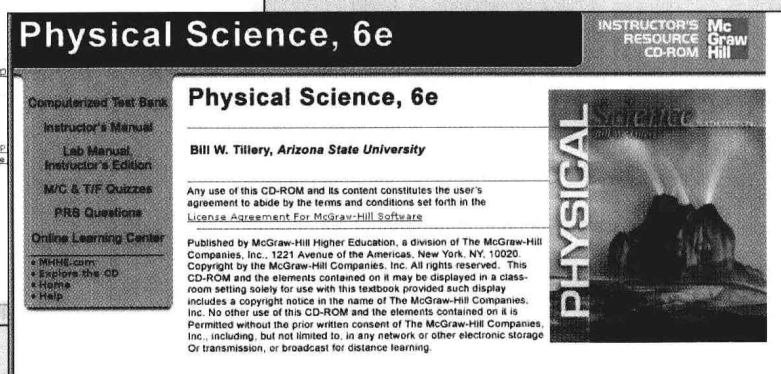 Physical Science, 6e
INSTRUCTOR'S
RESOURCE
CD-ROM
Mc
Graw
Hill
Computerized Test Bank
Instructor's Manual
Lab Manual,
Instructor's Edition
M/C & T/F Quizzes
PRS Questions
Online Learning Center
• MHHE.com
• Explore the CD
• Home
• Help
Physical Science, 6e
Bill W. Tillery, Arizona State University
Any use of this CD-ROM and its content constitutes the user's
agreement to abide by the terms and conditions set forth in the
License Agreement For McGraw-Hill Software
Published by McGraw-Hill Higher Education, a division of The McGraw-Hill
Companies, Inc., 1221 Avenue of the Americas, New York, NY, 10020.
Copyright by the McGraw-Hill Companies, Inc. All rights reserved. This
CD-ROM and the elements contained on it may be displayed in a class-
room setting solely for use with this textbook provided such display
includes a copyright notice in the name of The McGraw-Hill Companies,
Inc. No other use of this CD-ROM and the elements contained on it is
Permitted without the prior written consent of The McGraw-Hill Companies,
Inc., including, but not limited to, in any network or other electronic storage
Or transmission, or broadcast for distance learning.
PHYSICAL
Science